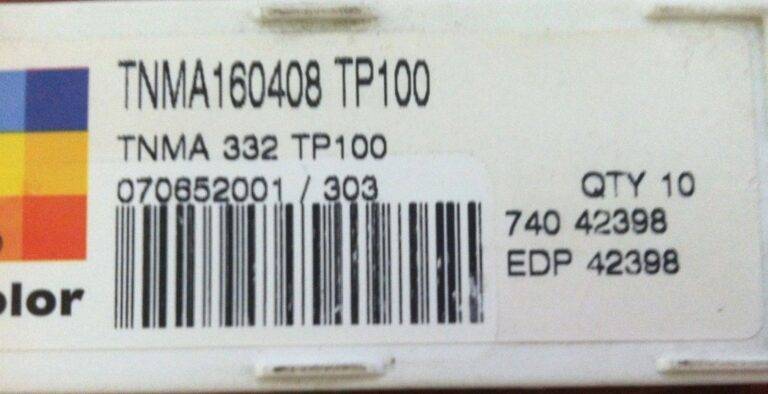 TNMA160408 TP100
TNMA 332 TP100
070652001 / 303
QTY 10
740 42398
EDP 42398
olor